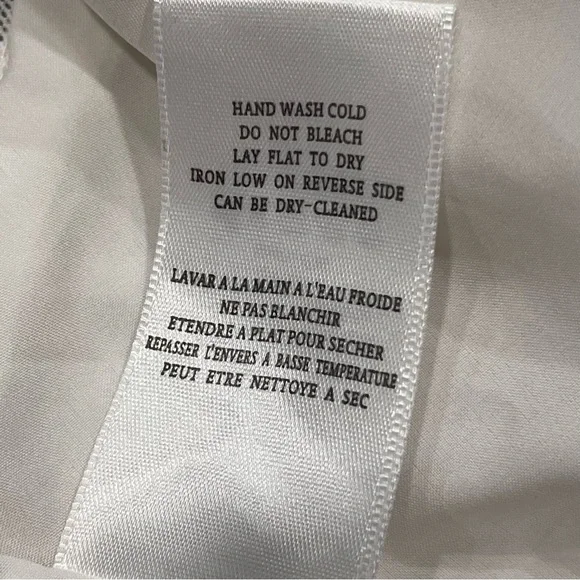 HAND WASH COLD
DO NOT BLEACH
LAY FLAT TO DRY
IRON LOW ON REVERSE SIDE
CAN BE DRY-CLEANED
LAVAR A LA MAIN A L'EAU FROIDE
NE PAS BLANCHIR
ETENDRE A PLAT POUR SECHER
REPASSER L'ENVERS A BASSE TEMPERATURE
PEUT ETRE NETTOYE A SEC